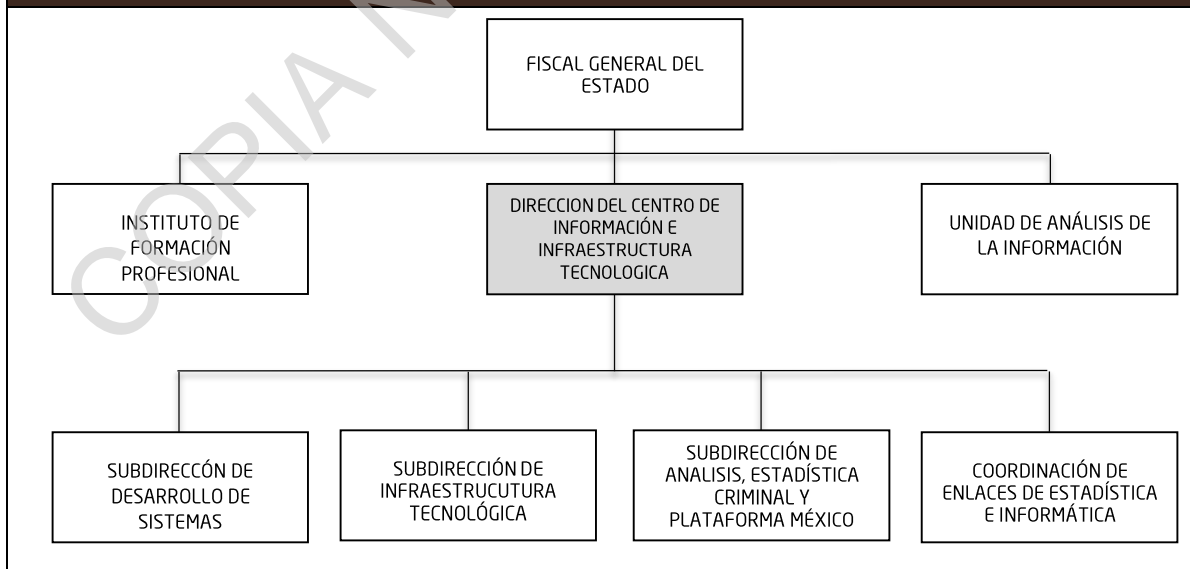 FISCAL GENERAL DEL
ESTADO
INSTITUTO DE
FORMACIÓN
PROFESIONAL
DIRECCION DEL CENTRO DE
INFORMACIÓN E
INFRAESTRUCTURA
TECNOLOGICA
UNIDAD DE ANÁLISIS DE
LA INFORMACIÓN
SUBDIRECCÓN DE
DESARROLLO DE
SISTEMAS
SUBDIRECCIÓN DE
INFRAESTRUCUTURA
TECNOLÓGICA
SUBDIRECCIÓN DE
ANALISIS, ESTADÍSTICA
CRIMINAL Y
PLATAFORMA MÉXICO
COORDINACIÓN DE
ENLACES DE ESTADÍSTICA
E INFORMÁTICA
COPIA